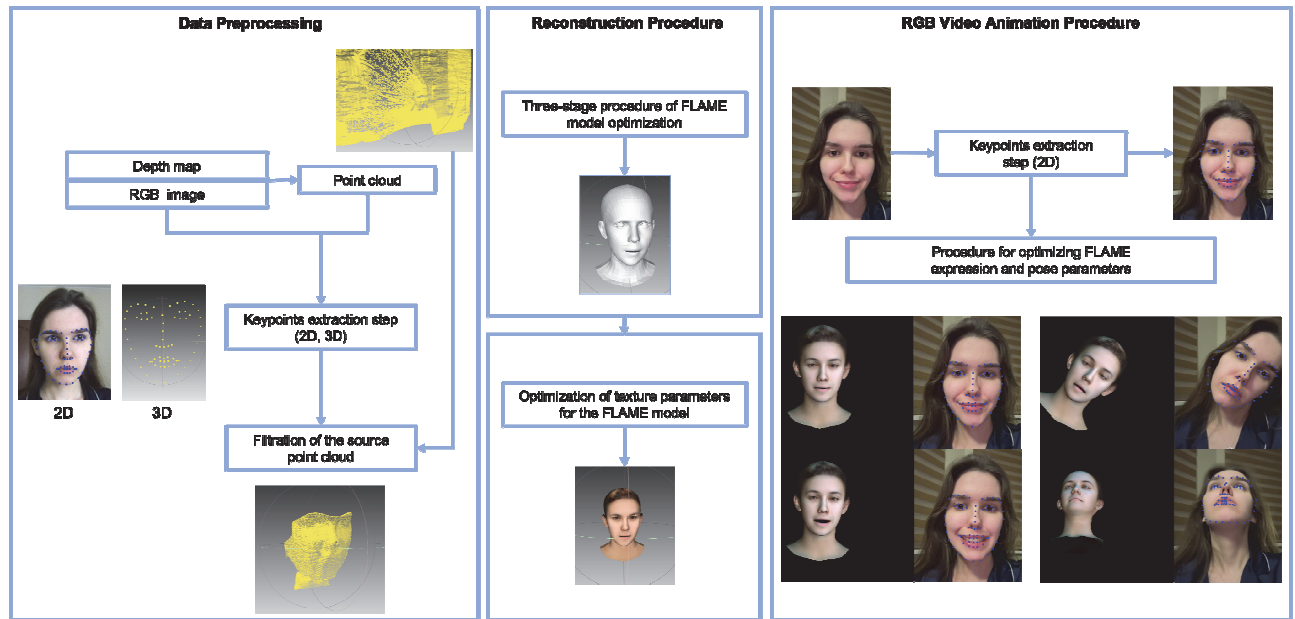 Data Preprocessing
Depth map
RGB image
Point cloud
Keypoints extraction step
(2D, 3D)
2D
3D
Filtration of the source
point cloud
Reconstruction Procedure
Three-stage procedure of FLAME
model optimization
Optimization of texture parameters
for the FLAME model
RGB Video Animation Procedure
Keypoints extraction
step (2D)
Procedure for optimizing FLAME
expression and pose parameters